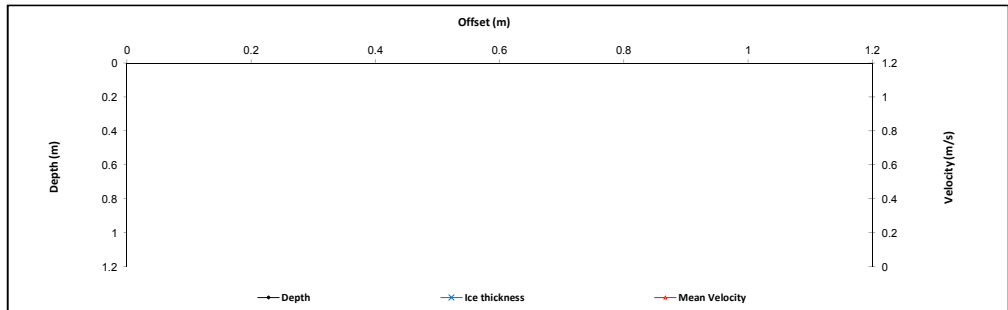 Offset (m)
0 0.2 0.4 0.6 0.8 1 1.2
0 1.2
0.2 1
0.4 0.8
Depth (m)
0.6 0.6
Velocity (m/s)
0.8 0.4
1 0.2
1.2 0
Depth Ice thickness Mean Velocity